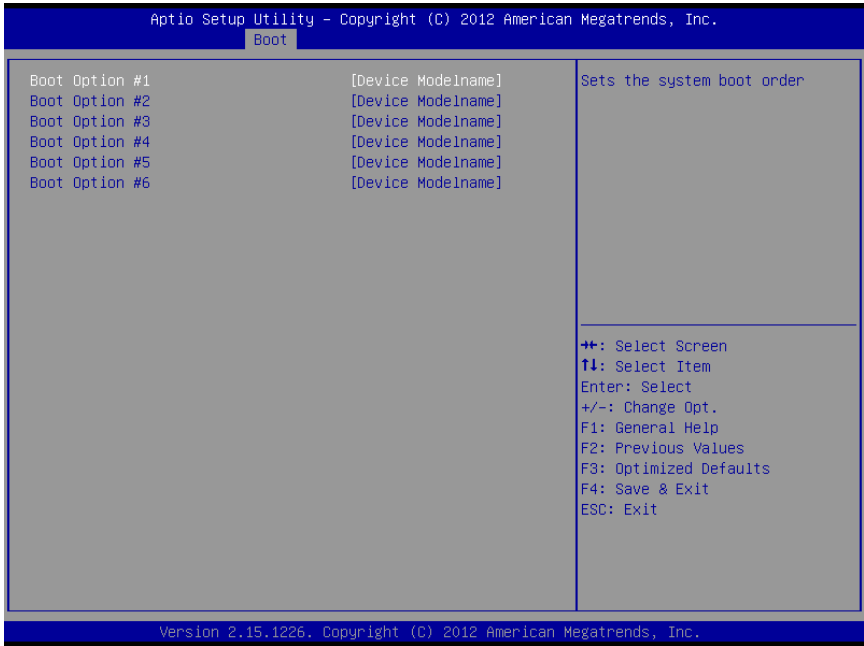 Aptio Setup Utility – Copyright (C) 2012 American Megatrends, Inc.
Boot
Boot Option #1 [Device Modelname]
Boot Option #2 [Device Modelname]
Boot Option #3 [Device Modelname]
Boot Option #4 [Device Modelname]
Boot Option #5 [Device Modelname]
Boot Option #6 [Device Modelname]
Sets the system boot order
→←: Select Screen
↑↓: Select Item
Enter: Select
+/-: Change Opt.
F1: General Help
F2: Previous Values
F3: Optimized Defaults
F4: Save & Exit
ESC: Exit
Version 2.15.1226. Copyright (C) 2012 American Megatrends, Inc.